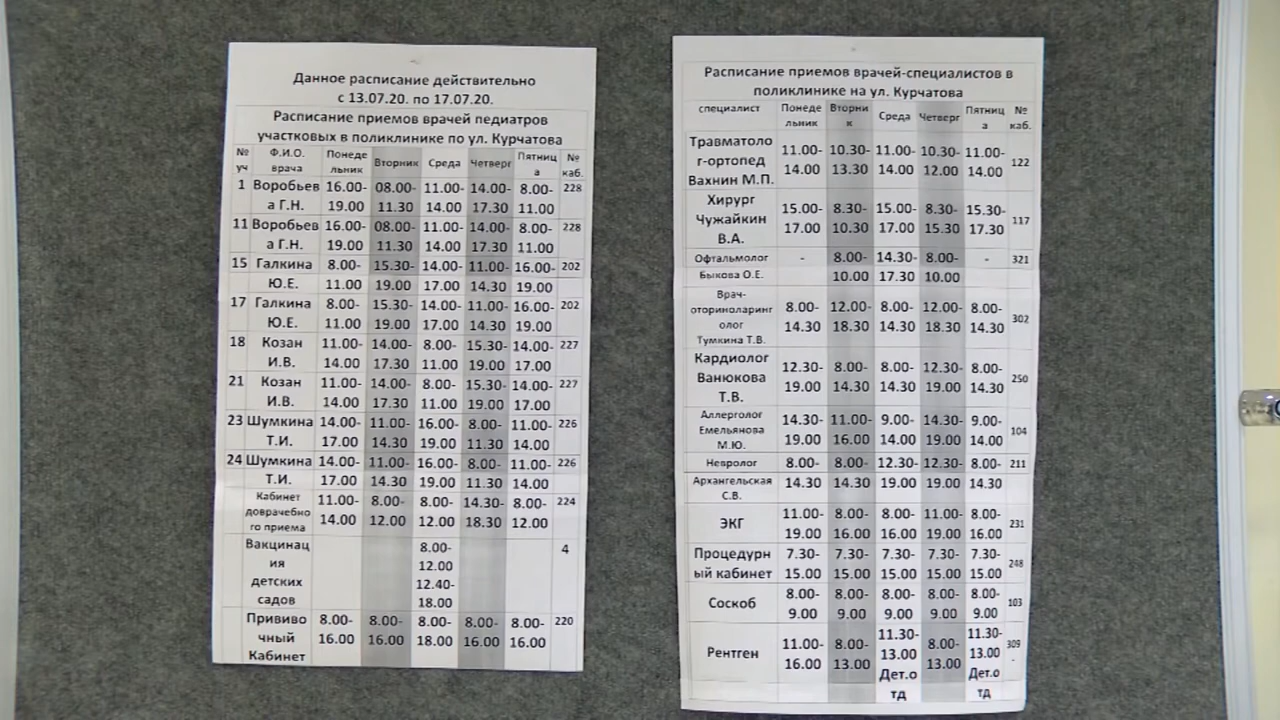 Данное расписание действительно
с 13.07.20. по 17.07.20.
Расписание приемов врачей педиатров
участковых в поликлинике по ул. Курчатова
№ уч Ф.И.О. врача Понедельник Вторник Среда Четверг Пятница № каб.
1 Воробьева Г.Н. 16.00-19.00 08.00-11.30 11.00-14.00 14.00-17.30 8.00-11.00 228
11 Воробьева Г.Н. 16.00-19.00 08.00-11.30 11.00-14.00 14.00-17.30 8.00-11.00 228
15 Галкина Ю.Е. 8.00-11.00 15.30-19.00 14.00-17.00 11.00-14.30 16.00-19.00 202
17 Галкина Ю.Е. 8.00-11.00 15.30-19.00 14.00-17.00 11.00-14.30 16.00-19.00 202
18 Козан И.В. 11.00-14.00 14.00-17.30 8.00-11.00 15.30-19.00 14.00-17.00 227
21 Козан И.В. 11.00-14.00 14.00-17.30 8.00-11.00 15.30-19.00 14.00-17.00 227
23 Шумкина Т.И. 14.00-17.00 11.00-14.30 16.00-19.00 8.00-11.30 11.00-14.00 226
24 Шумкина Т.И. 14.00-17.00 11.00-14.30 16.00-19.00 8.00-11.30 11.00-14.00 226
Кабинет доврачебного приема 11.00-14.00 8.00-12.00 8.00-12.00 14.30-18.30 8.00-12.00 224
Вакцинация детских садов 8.00-12.00 12.40-18.00 4
Прививочный Кабинет 8.00-16.00 8.00-16.00 8.00-18.00 8.00-16.00 8.00-16.00 220
Расписание приемов врачей-специалистов в
поликлинике на ул. Курчатова
специалист Понедельник Вторник Среда Четверг Пятница № каб.
Травматолог-ортопед Вахнин М.П. 11.00-14.00 10.30-13.30 11.00-14.00 10.30-12.00 11.00-14.00 122
Хирург Чужайкин В.А. 15.00-17.00 8.30-10.30 15.00-17.00 8.30-15.30 15.30-17.30 117
Офтальмолог Быкова О.Е. - 8.00-10.00 14.30-17.30 8.00-10.00 - 321
Врач-оториноларинголог Тумкина Т.В. 8.00-14.30 12.00-18.30 8.00-14.30 12.00-18.30 8.00-14.30 302
Кардиолог Ванюкова Т.В. 12.30-19.00 8.00-14.30 8.00-14.30 12.30-19.00 8.00-14.30 250
Аллерголог Емельянова М.Ю. 14.30-19.00 11.00-16.00 9.00-14.00 14.30-19.00 9.00-14.00 104
Невролог Архангельская С.В. 8.00-14.30 8.00-14.30 12.30-19.00 12.30-19.00 8.00-14.30 211
ЭКГ 11.00-19.00 8.00-16.00 8.00-16.00 11.00-19.00 8.00-16.00 231
Процедурный кабинет 7.30-15.00 7.30-15.00 7.30-15.00 7.30-15.00 7.30-15.00 248
Соскоб 8.00-9.00 8.00-9.00 8.00-9.00 8.00-9.00 8.00-9.00 103
Рентген 11.00-16.00 8.00-13.00 11.30-13.00 Дет.отд 8.00-13.00 11.30-13.00 Дет.отд 309-